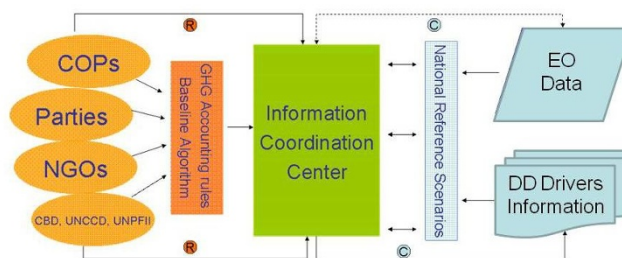 R
C
COPs
Parties
NGOs
CBD, UNCCD, UNPFII
GHG Accounting rules
Baseline Algorithm
Information
Coordination
Center
National Reference Scenarios
EO
Data
DD Drivers
Information
R
C